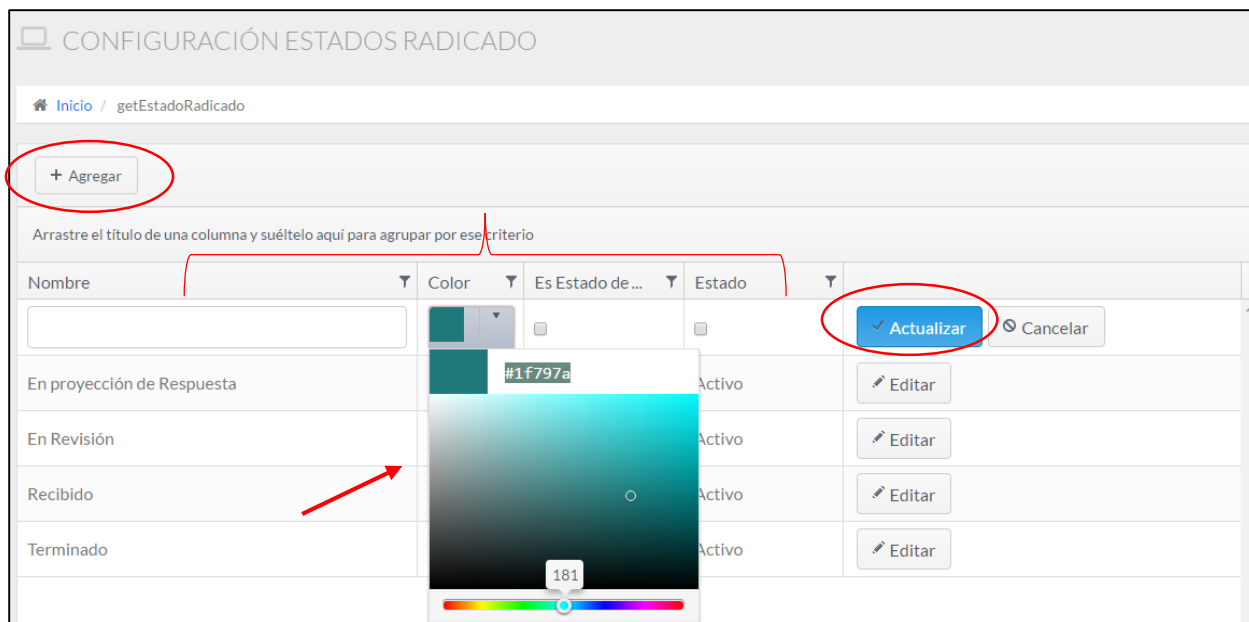 CONFIGURACIÓN ESTADOS RADICADO
Inicio / getEstadoRadicado
+ Agregar
Arrastre el título de una columna y suéltelo aquí para agrupar por ese criterio
Nombre Color Es Estado de ... Estado
Actualizar Cancelar
#1f797a
En proyección de Respuesta Activo Editar
En Revisión Activo Editar
Recibido Activo Editar
Terminado Activo Editar
181